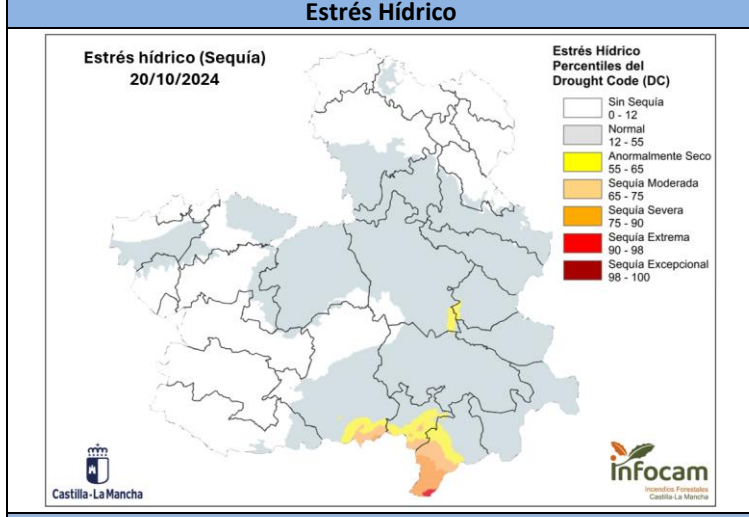 Estrés Hídrico
Estrés hídrico (Sequía)
20/10/2024
Estrés Hídrico
Percentiles del
Drought Code (DC)
Sin Sequía
0 - 12
Normal
12 - 55
Anormalmente Seco
55 - 65
Sequía Moderada
65 - 75
Sequía Severa
75 - 90
Sequía Extrema
90 - 98
Sequía Excepcional
98 - 100
Castilla-La Mancha
infocam
Incendios Forestales
Castilla-La Mancha